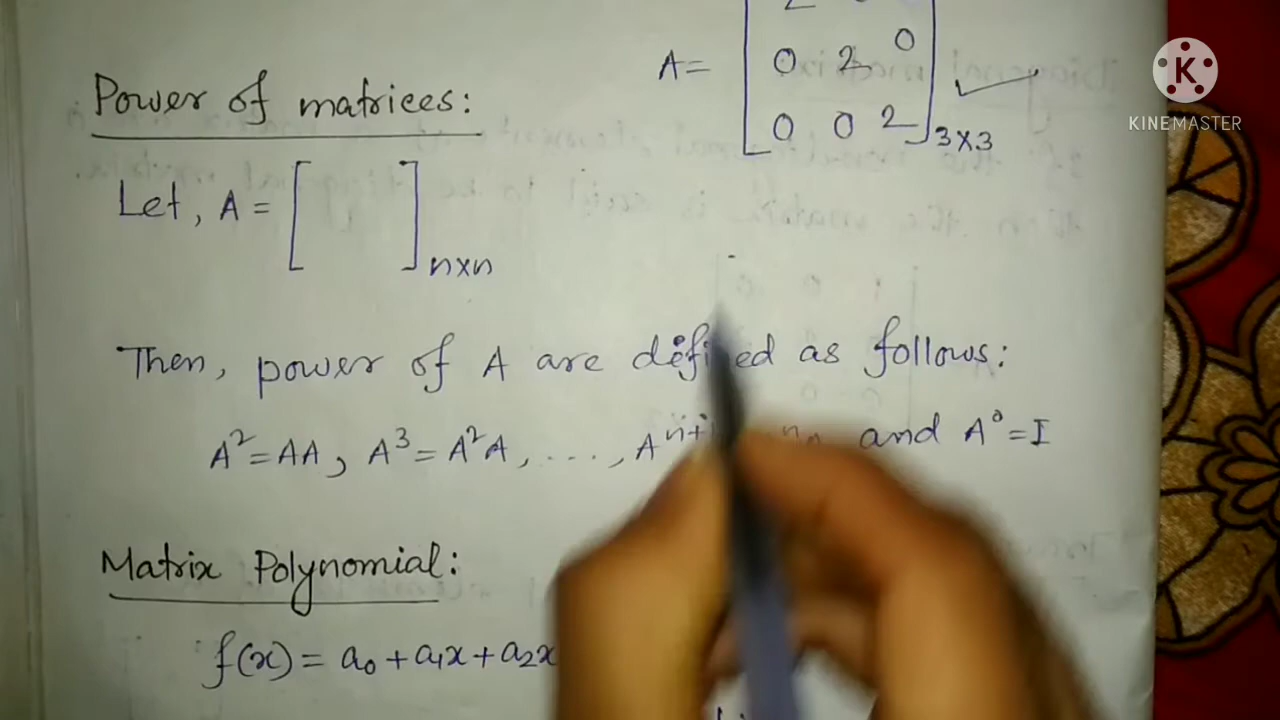 A = [ 0 2 0
0 0 2 ] 3×3
KINEMASTER
Power of matrices:
Let, A = [ ] n×n
Then, power of A are defined as follows:
A² = AA, A³ = A²A, ...., Aⁿ⁺ and A⁰ = I
Matrix Polynomial:
f(x) = a₀ + a₁x + a₂x